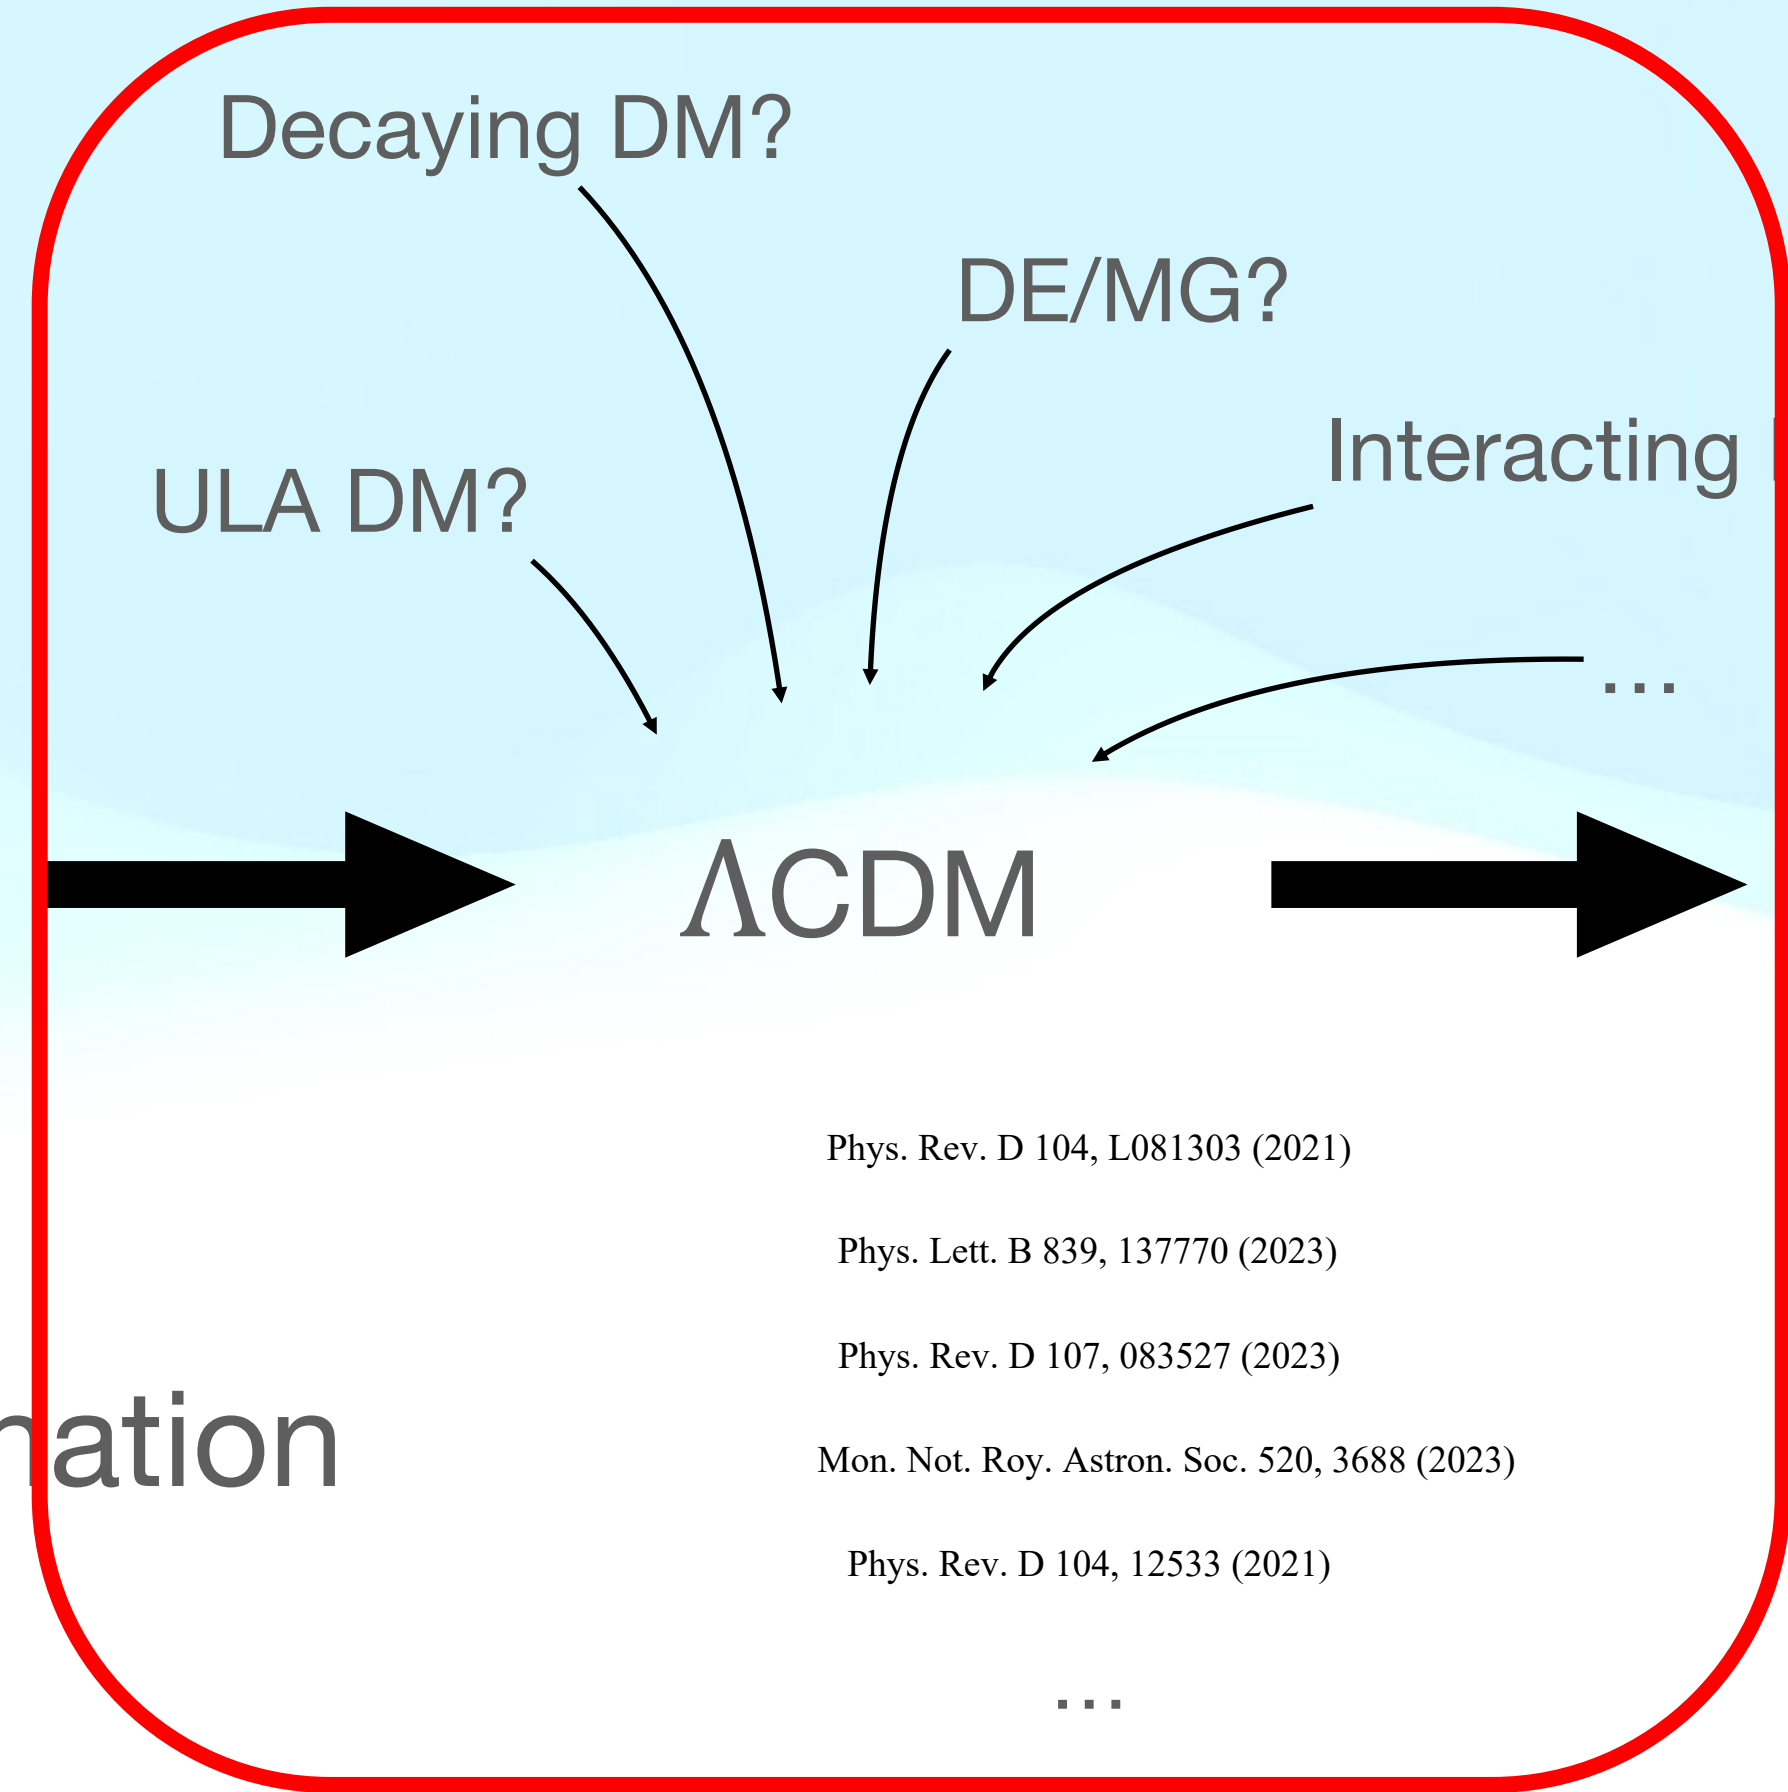 Decaying DM?
DE/MG?
Interacting
ULA DM?
...
ΛCDM
Phys. Rev. D 104, L081303 (2021)
Phys. Lett. B 839, 137770 (2023)
Phys. Rev. D 107, 083527 (2023)
nation
Mon. Not. Roy. Astron. Soc. 520, 3688 (2023)
Phys. Rev. D 104, 12533 (2021)
...